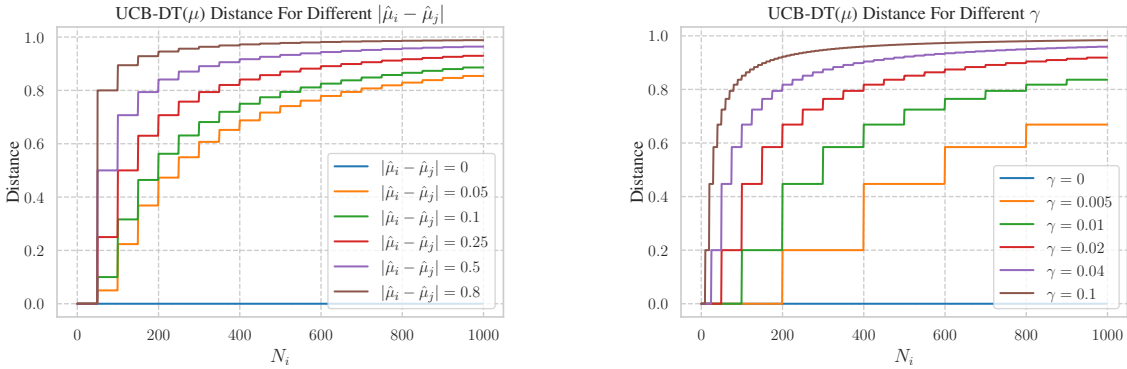 UCB-DT(μ) Distance For Different |μ̂ᵢ − μ̂ⱼ|
Distance
1.0
0.8
0.6
0.4
0.2
0.0
|μ̂ᵢ − μ̂ⱼ| = 0
|μ̂ᵢ − μ̂ⱼ| = 0.05
|μ̂ᵢ − μ̂ⱼ| = 0.1
|μ̂ᵢ − μ̂ⱼ| = 0.25
|μ̂ᵢ − μ̂ⱼ| = 0.5
|μ̂ᵢ − μ̂ⱼ| = 0.8
0 200 400 600 800 1000
Nᵢ
UCB-DT(μ) Distance For Different γ
Distance
1.0
0.8
0.6
0.4
0.2
0.0
γ = 0
γ = 0.005
γ = 0.01
γ = 0.02
γ = 0.04
γ = 0.1
0 200 400 600 800 1000
Nᵢ